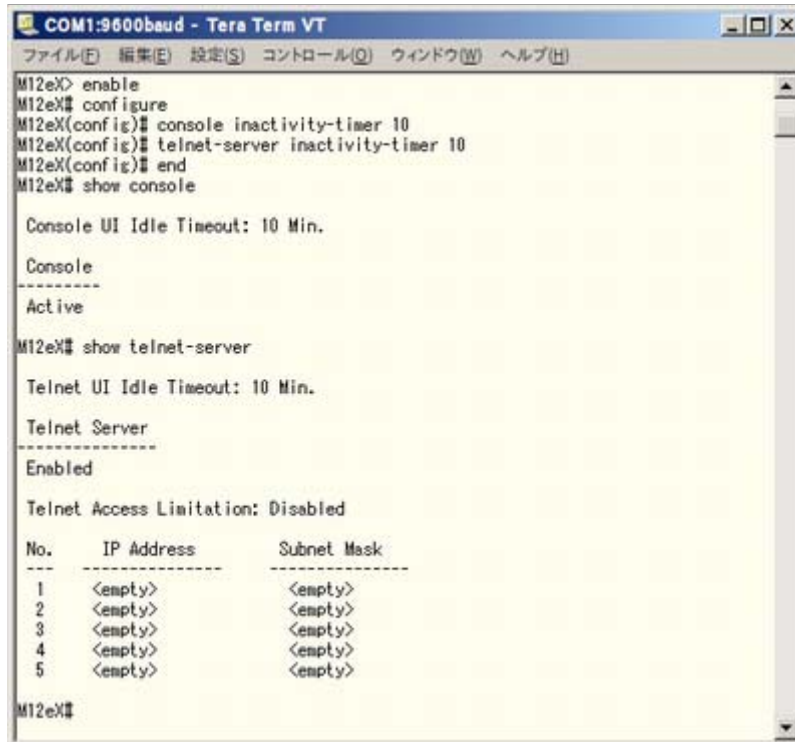 COM1:9600baud - Tera Term VT
ファイル(F) 編集(E) 設定(S) コントロール(O) ウィンドウ(W) ヘルプ(H)
M12eX> enable
M12eX# configure
M12eX(config)# console inactivity-timer 10
M12eX(config)# telnet-server inactivity-timer 10
M12eX(config)# end
M12eX# show console
Console UI Idle Timeout: 10 Min.
Console
---------
Active
M12eX# show telnet-server
Telnet UI Idle Timeout: 10 Min.
Telnet Server
---------------
Enabled
Telnet Access Limitation: Disabled
No. IP Address Subnet Mask
--- --------------- ---------------
1 <empty> <empty>
2 <empty> <empty>
3 <empty> <empty>
4 <empty> <empty>
5 <empty> <empty>
M12eX#